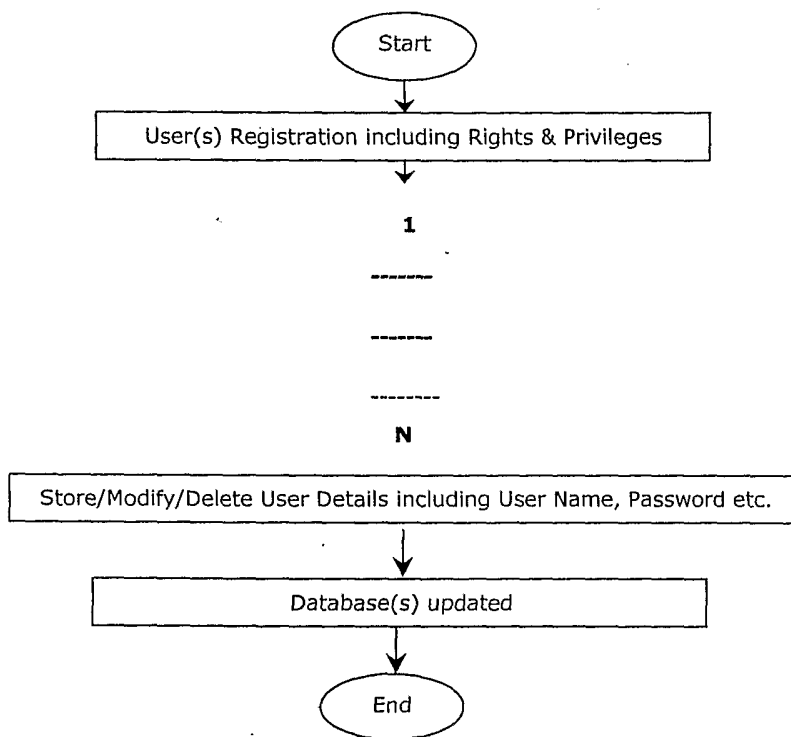 Start
User(s) Registration including Rights & Privileges
1
-------
-------
--------
N
Store/Modify/Delete User Details including User Name, Password etc.
Database(s) updated
End